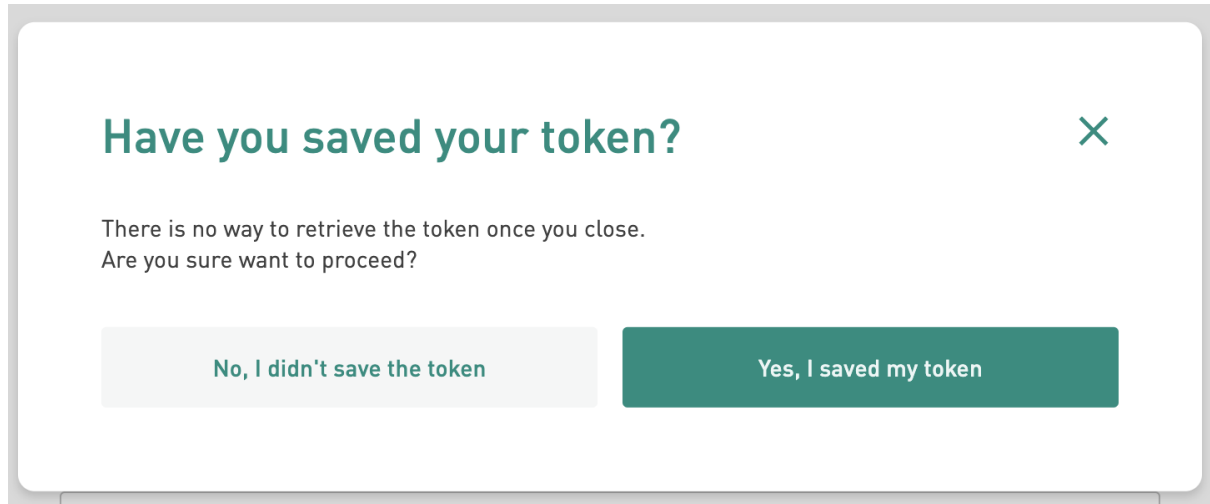 Have you saved your token?
There is no way to retrieve the token once you close.
Are you sure want to proceed?
No, I didn't save the token
Yes, I saved my token